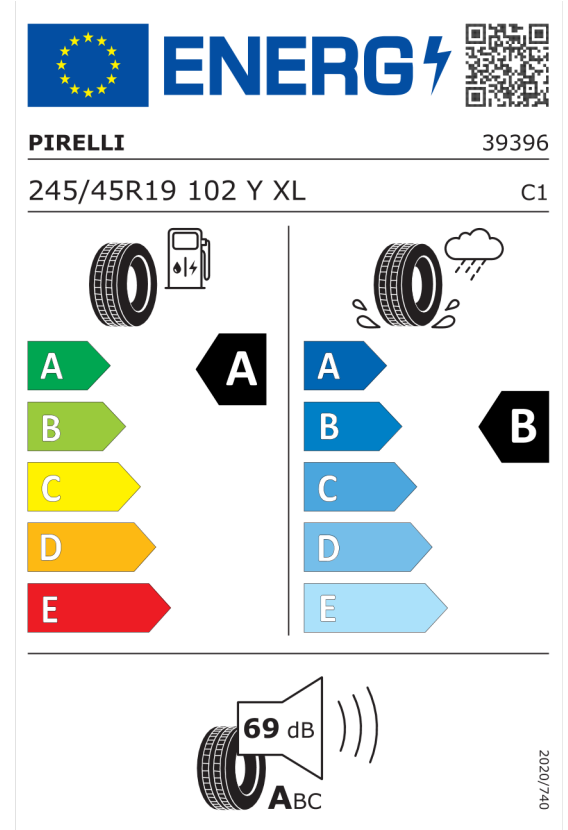 ENERG
PIRELLI 39396
245/45R19 102 Y XL C1
A A
B
C
D
E
A
B B
C
D
E
69 dB
ABC
2020/740